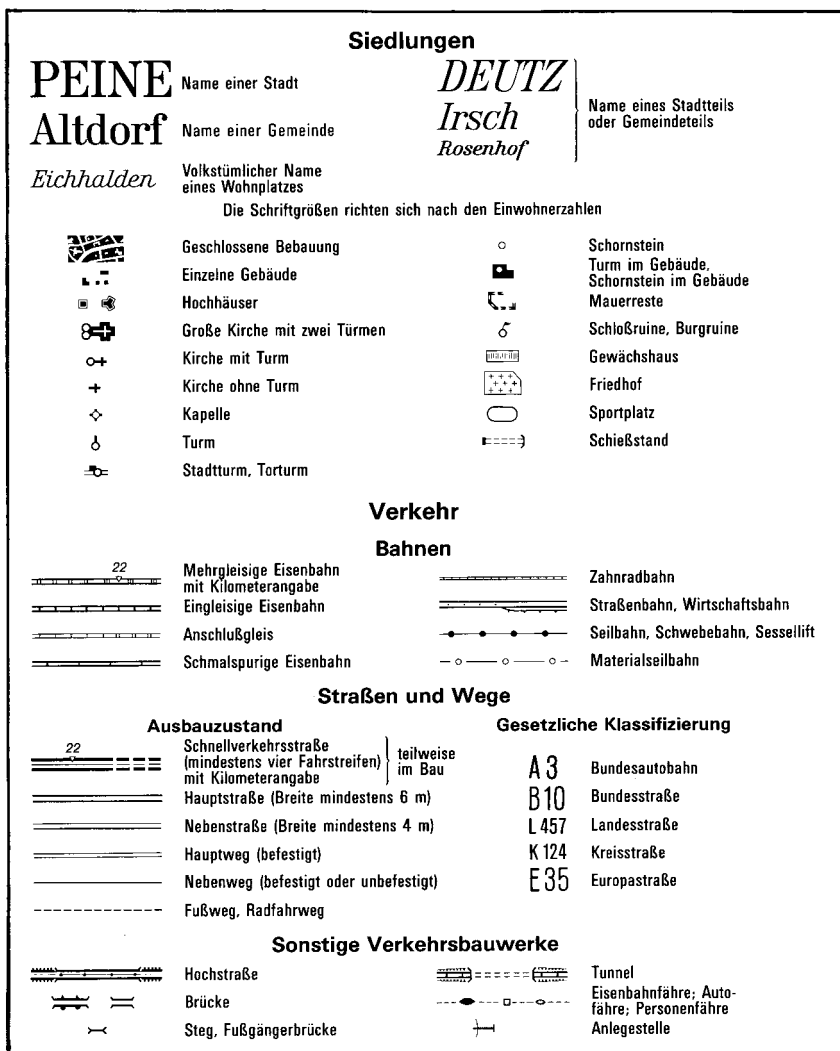 Siedlungen
PEINE Name einer Stadt
Altdorf Name einer Gemeinde
Eichhalden Volkstümlicher Name
eines Wohnplatzes
DEUTZ
Irsch
Rosenhof
Name eines Stadtteils
oder Gemeindeteils
Die Schriftgrößen richten sich nach den Einwohnerzahlen
Geschlossene Bebauung
Einzelne Gebäude
Hochhäuser
Große Kirche mit zwei Türmen
Kirche mit Turm
Kirche ohne Turm
Kapelle
Turm
Stadtturm, Torturm
Schornstein
Turm im Gebäude,
Schornstein im Gebäude
Mauerreste
Schloßruine, Burgruine
Gewächshaus
Friedhof
Sportplatz
Schießstand
Verkehr
Bahnen
22
Mehrgleisige Eisenbahn
mit Kilometerangabe
Eingleisige Eisenbahn
Anschlußgleis
Schmalspurige Eisenbahn
Zahnradbahn
Straßenbahn, Wirtschaftsbahn
Seilbahn, Schwebebahn, Sessellift
Materialseilbahn
Straßen und Wege
Ausbauzustand
22
Schnellverkehrsstraße
(mindestens vier Fahrstreifen)
mit Kilometerangabe
teilweise
im Bau
Hauptstraße (Breite mindestens 6 m)
Nebenstraße (Breite mindestens 4 m)
Hauptweg (befestigt)
Nebenweg (befestigt oder unbefestigt)
Fußweg, Radfahrweg
Gesetzliche Klassifizierung
A 3 Bundesautobahn
B10 Bundesstraße
L 457 Landesstraße
K 124 Kreisstraße
E 35 Europastraße
Sonstige Verkehrsbauwerke
Hochstraße
Brücke
Steg, Fußgängerbrücke
Tunnel
Eisenbahnfähre; Auto-
fähre; Personenfähre
Anlegestelle